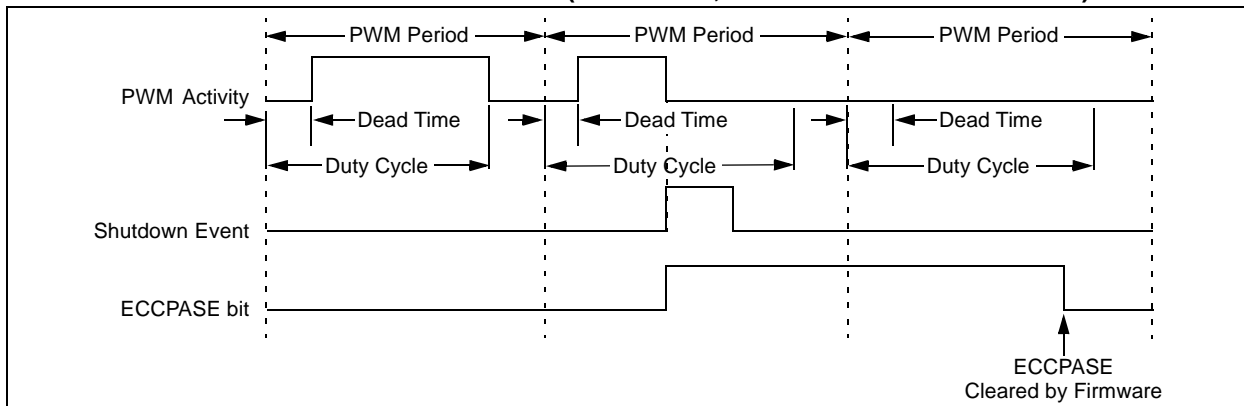 PWM Period PWM Period PWM Period
PWM Activity
Dead Time Dead Time Dead Time
Duty Cycle Duty Cycle Duty Cycle
Shutdown Event
ECCPASE bit
ECCPASE
Cleared by Firmware